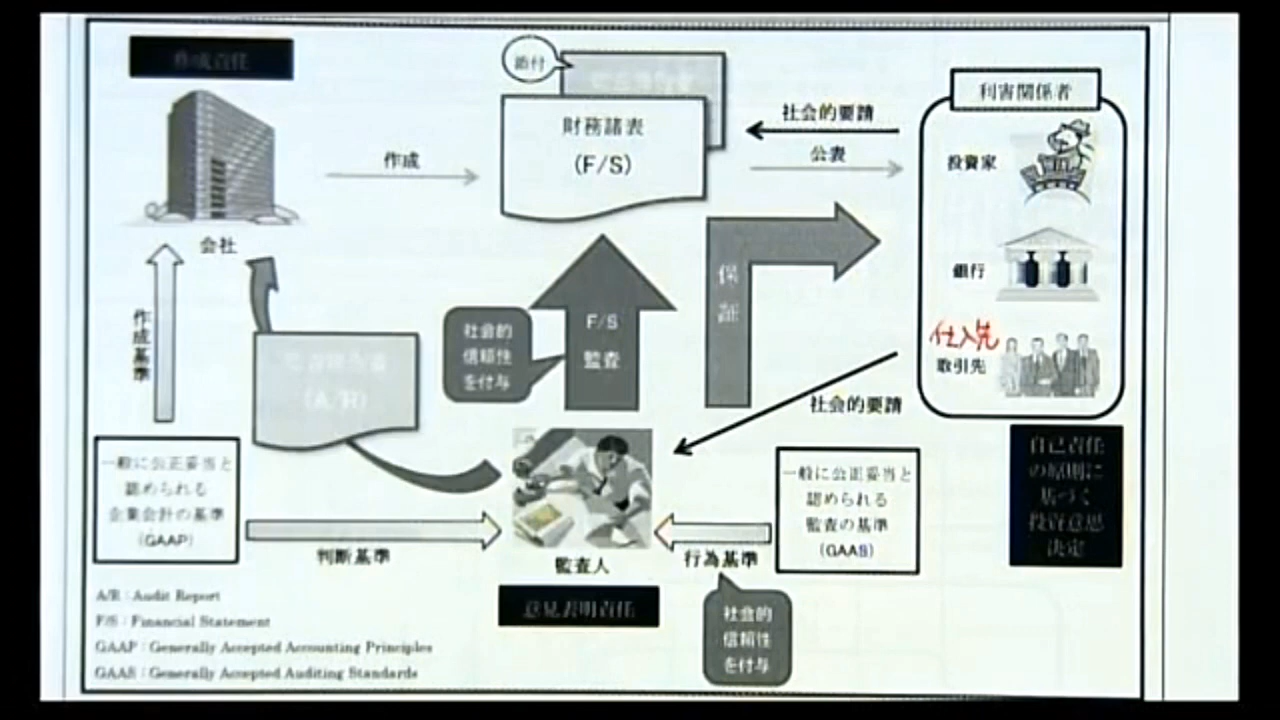 作成責任
添付
財務諸表
(F/S)
作成
社会的要請
公表
利害関係者
投資家
銀行
仕入先
取引先
会社
作成基準
(A/R)
社会的
信頼性
を付与
F/S
監査
保証
社会的要請
自己責任
の原則に
基づく
投資意思
決定
一般に公正妥当と
認められる
企業会計の基準
(GAAP)
判断基準
監査人
意見表明責任
行為基準
一般に公正妥当と
認められる
監査の基準
(GAAS)
社会的
信頼性
を付与
A/R：Audit Report
F/S：Financial Statement
GAAP：Generally Accepted Accounting Principles
GAAS：Generally Accepted Auditing Standards